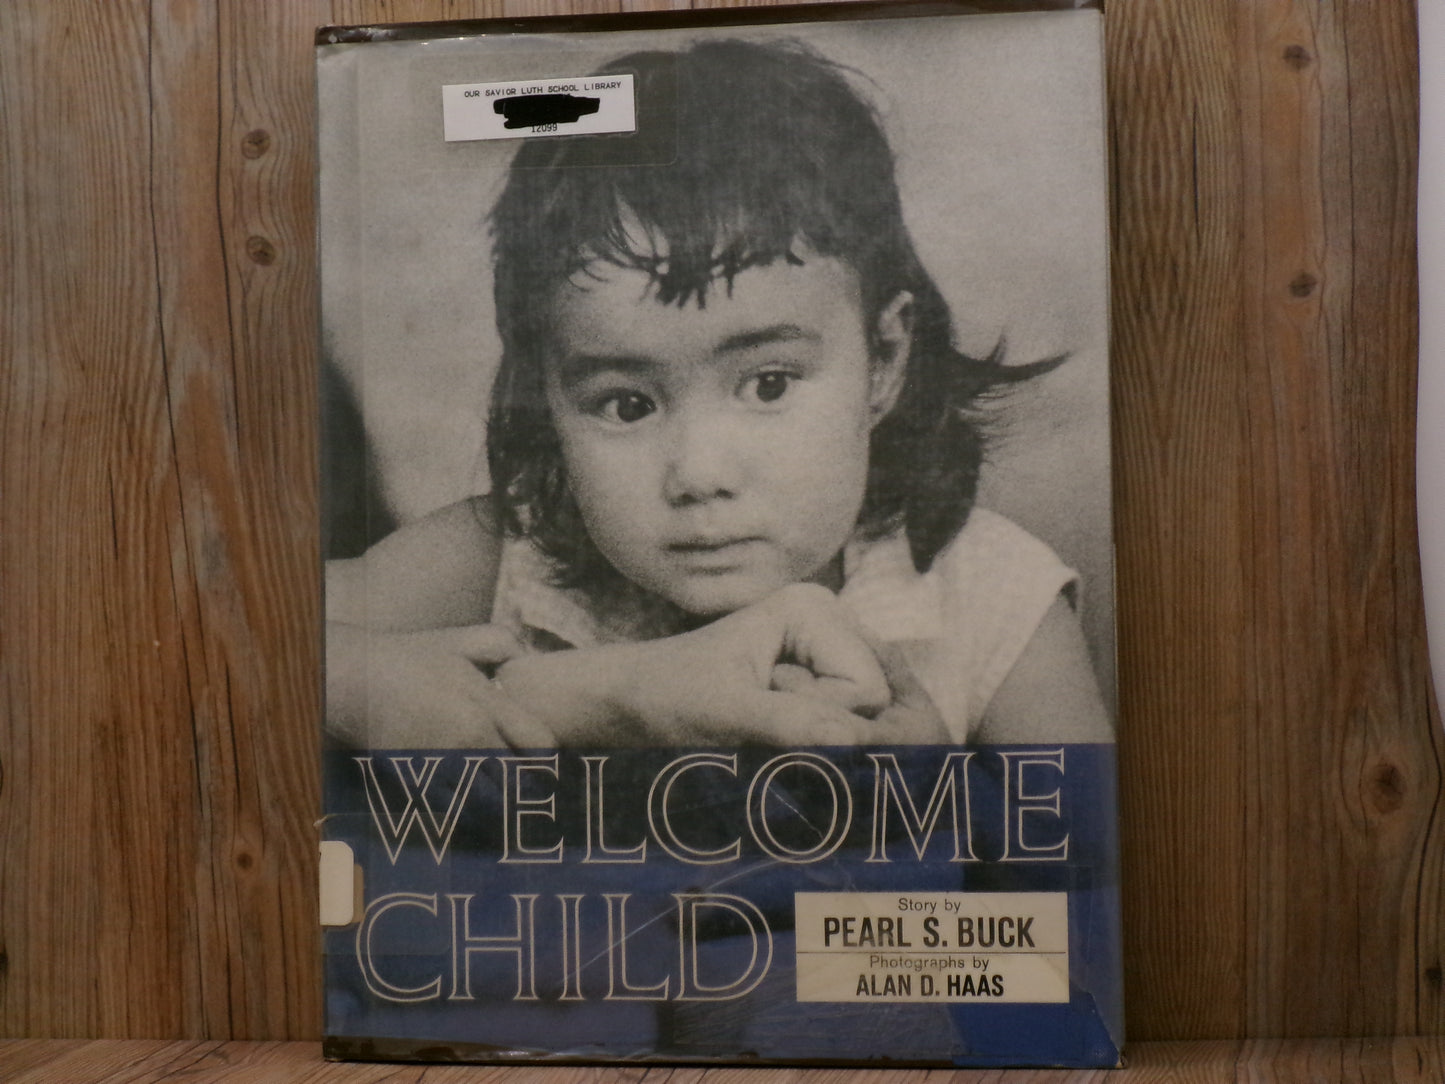 OUR SAVIOR LUTH SCHOOL LIBRARY
12099
WELCOME
CHILD
Story by
PEARL S. BUCK
Photographs by
ALAN D. HAAS